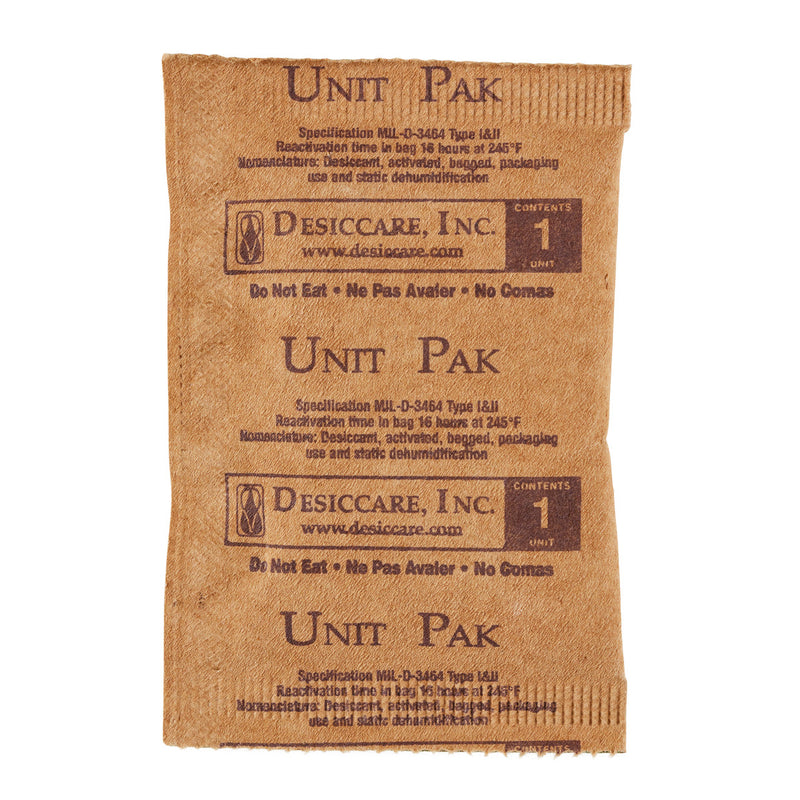 UNIT PAK
Specification MIL-D-3464 Type I&II
Reactivation time in bag 16 hours at 245°F
Nomenclature: Desiccant, activated, bagged, packaging
use and static dehumidification
DESICCARE, INC.
www.desiccare.com
CONTENTS
1
UNIT
Do Not Eat • Ne Pas Avaler • No Comas
UNIT PAK
Specification MIL-D-3464 Type I&II
Reactivation time in bag 16 hours at 245°F
Nomenclature: Desiccant, activated, bagged, packaging
use and static dehumidification
DESICCARE, INC.
www.desiccare.com
CONTENTS
1
UNIT
Do Not Eat • Ne Pas Avaler • No Comas
UNIT PAK
Specification MIL-D-3464 Type I&II
Reactivation time in bag 16 hours at 245°F
Nomenclature: Desiccant, activated, bagged, packaging
use and static dehumidification
CONTENTS